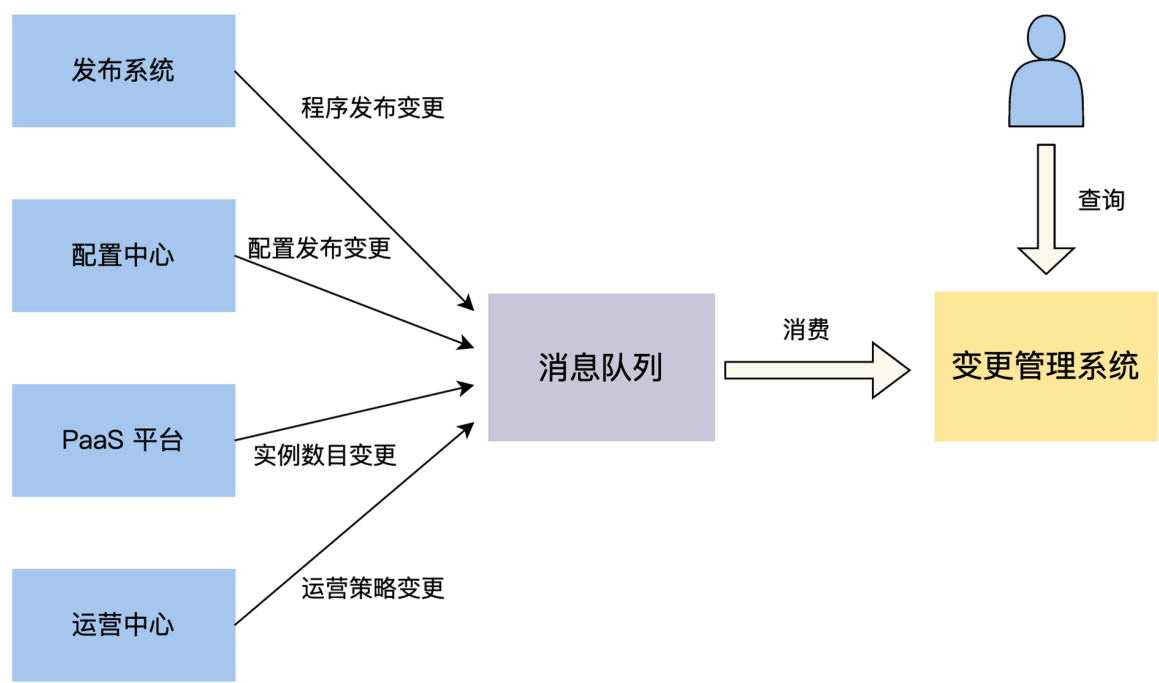 发布系统
程序发布变更
查询
配置中心
配置发布变更
消息队列
消费
变更管理系统
PaaS 平台
实例数目变更
运营策略变更
运营中心